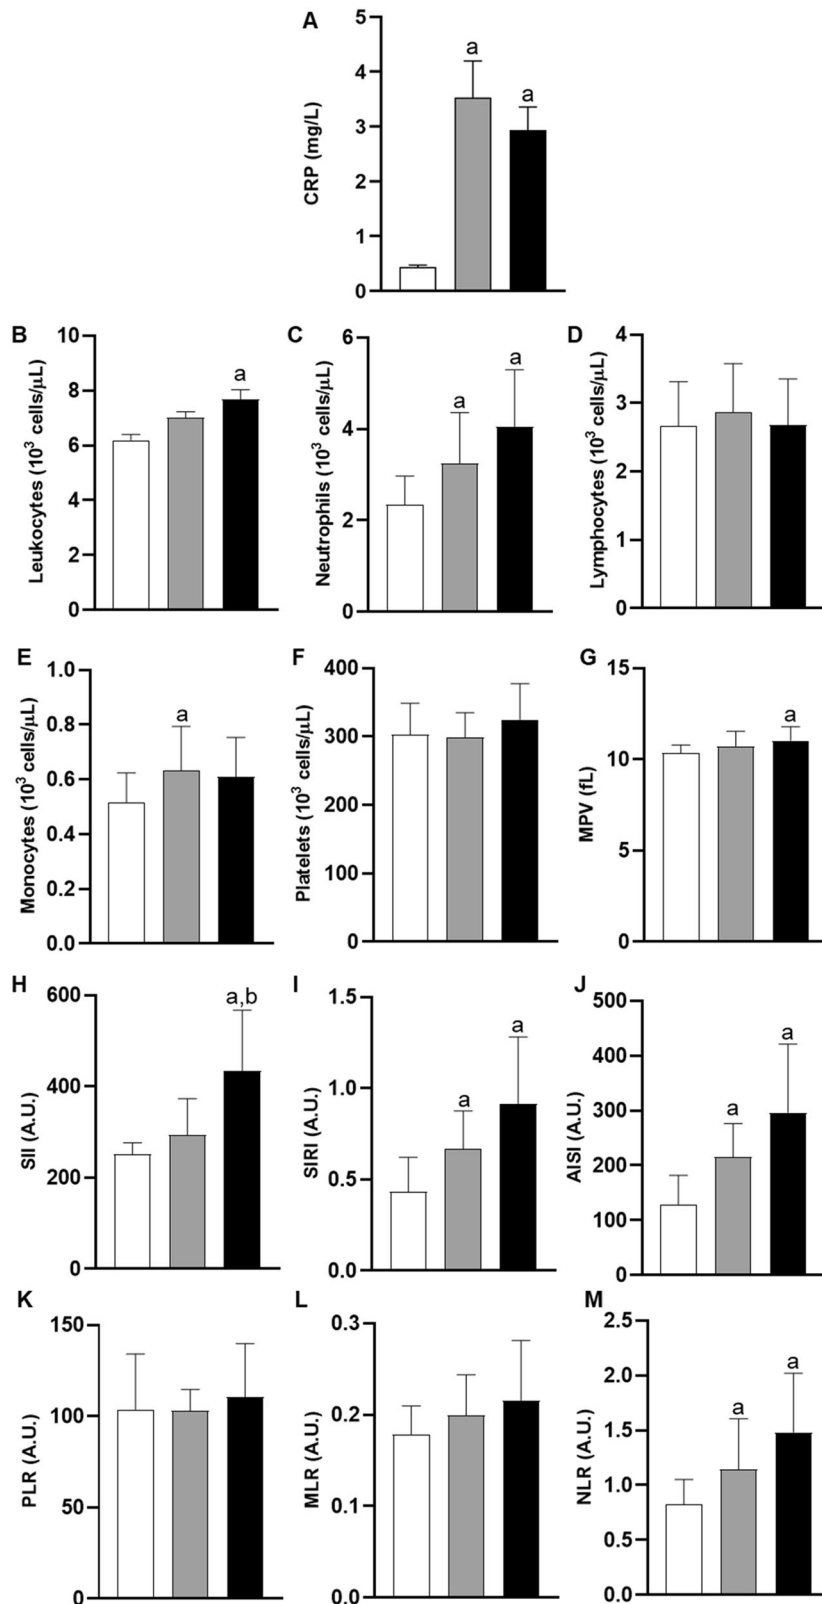 A
CRP (mg/L)
5
4
3
2
1
0
a
a
B
Leukocytes (10³ cells/μL)
10
8
6
4
2
0
a
C
Neutrophils (10³ cells/μL)
6
4
2
0
a
a
D
Lymphocytes (10³ cells/μL)
4
3
2
1
0
E
Monocytes (10³ cells/μL)
1.0
0.8
0.6
0.4
0.2
0.0
a
F
Platelets (10³ cells/μL)
400
300
200
100
0
G
MPV (fL)
15
10
5
0
a
H
SII (A.U.)
600
400
200
0
a,b
I
SIRI (A.U.)
1.5
1.0
0.5
0.0
a
a
J
AISI (A.U.)
500
400
300
200
100
0
a
a
K
PLR (A.U.)
150
100
50
0
L
MLR (A.U.)
0.3
0.2
0.1
0.0
M
NLR (A.U.)
2.5
2.0
1.5
1.0
0.5
0.0
a
a